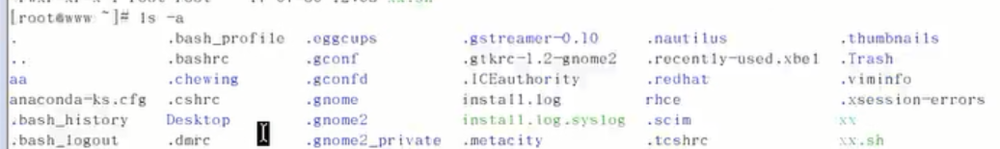 [root@www ~]# ls -a
. .bash_profile .eggcups .gstreamer-0.10 .nautilus .thumbnails
.. .bashrc .gconf .gtkrc-1.2-gnome2 .recently-used.xbel .Trash
aa .chewing .gconfd .ICEauthority .redhat .viminfo
anaconda-ks.cfg .cshrc .gnome install.log rhce .xsession-errors
.bash_history Desktop .gnome2 install.log.syslog .scim xx
.bash_logout .dmrc .gnome2_private .metacity .tcshrc xx.sh